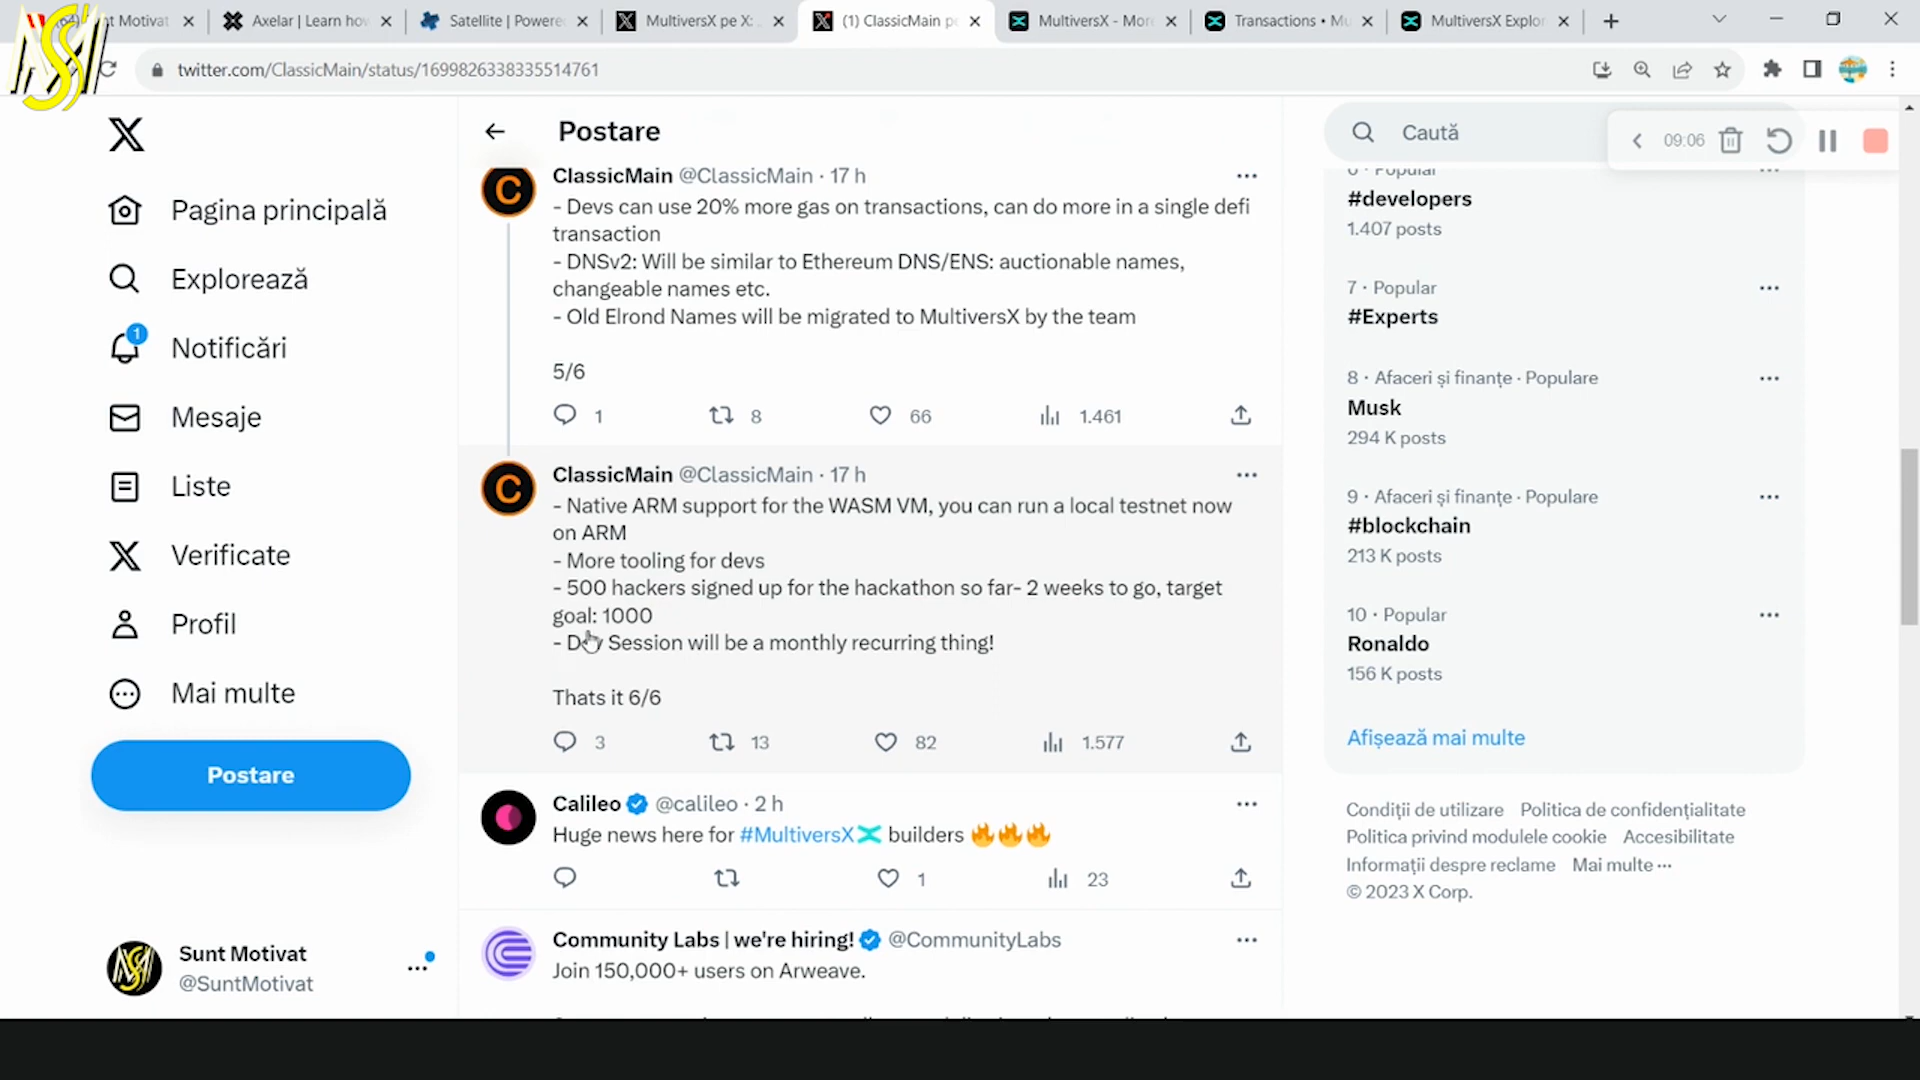 nt Motivat
Axelar | Learn how
Satellite | Powere
MultiversX pe X:
(1) ClassicMain pe
MultiversX - More
Transactions • Mu
MultiversX Explor
twitter.com/ClassicMain/status/1699826338335514761
Pagina principală
Explorează
1
Notificări
Mesaje
Liste
Verificate
Profil
Mai multe
Postare
Sunt Motivat
@SuntMotivat
Postare
ClassicMain @ClassicMain · 17 h
- Devs can use 20% more gas on transactions, can do more in a single defi
transaction
- DNSv2: Will be similar to Ethereum DNS/ENS: auctionable names,
changeable names etc.
- Old Elrond Names will be migrated to MultiversX by the team
5/6
1 8 66 1.461
ClassicMain @ClassicMain · 17 h
- Native ARM support for the WASM VM, you can run a local testnet now
on ARM
- More tooling for devs
- 500 hackers signed up for the hackathon so far- 2 weeks to go, target
goal: 1000
- Dev Session will be a monthly recurring thing!
Thats it 6/6
3 13 82 1.577
Calileo @calileo · 2 h
Huge news here for #MultiversX builders
1 23
Community Labs | we're hiring! @CommunityLabs
Join 150,000+ users on Arweave.
Caută
09:06
#developers
1.407 posts
7 · Popular
#Experts
8 · Afaceri și finanțe · Populare
Musk
294 K posts
9 · Afaceri și finanțe · Populare
#blockchain
213 K posts
10 · Popular
Ronaldo
156 K posts
Afișează mai multe
Condiții de utilizare Politica de confidențialitate
Politica privind modulele cookie Accesibilitate
Informații despre reclame Mai multe ···
© 2023 X Corp.